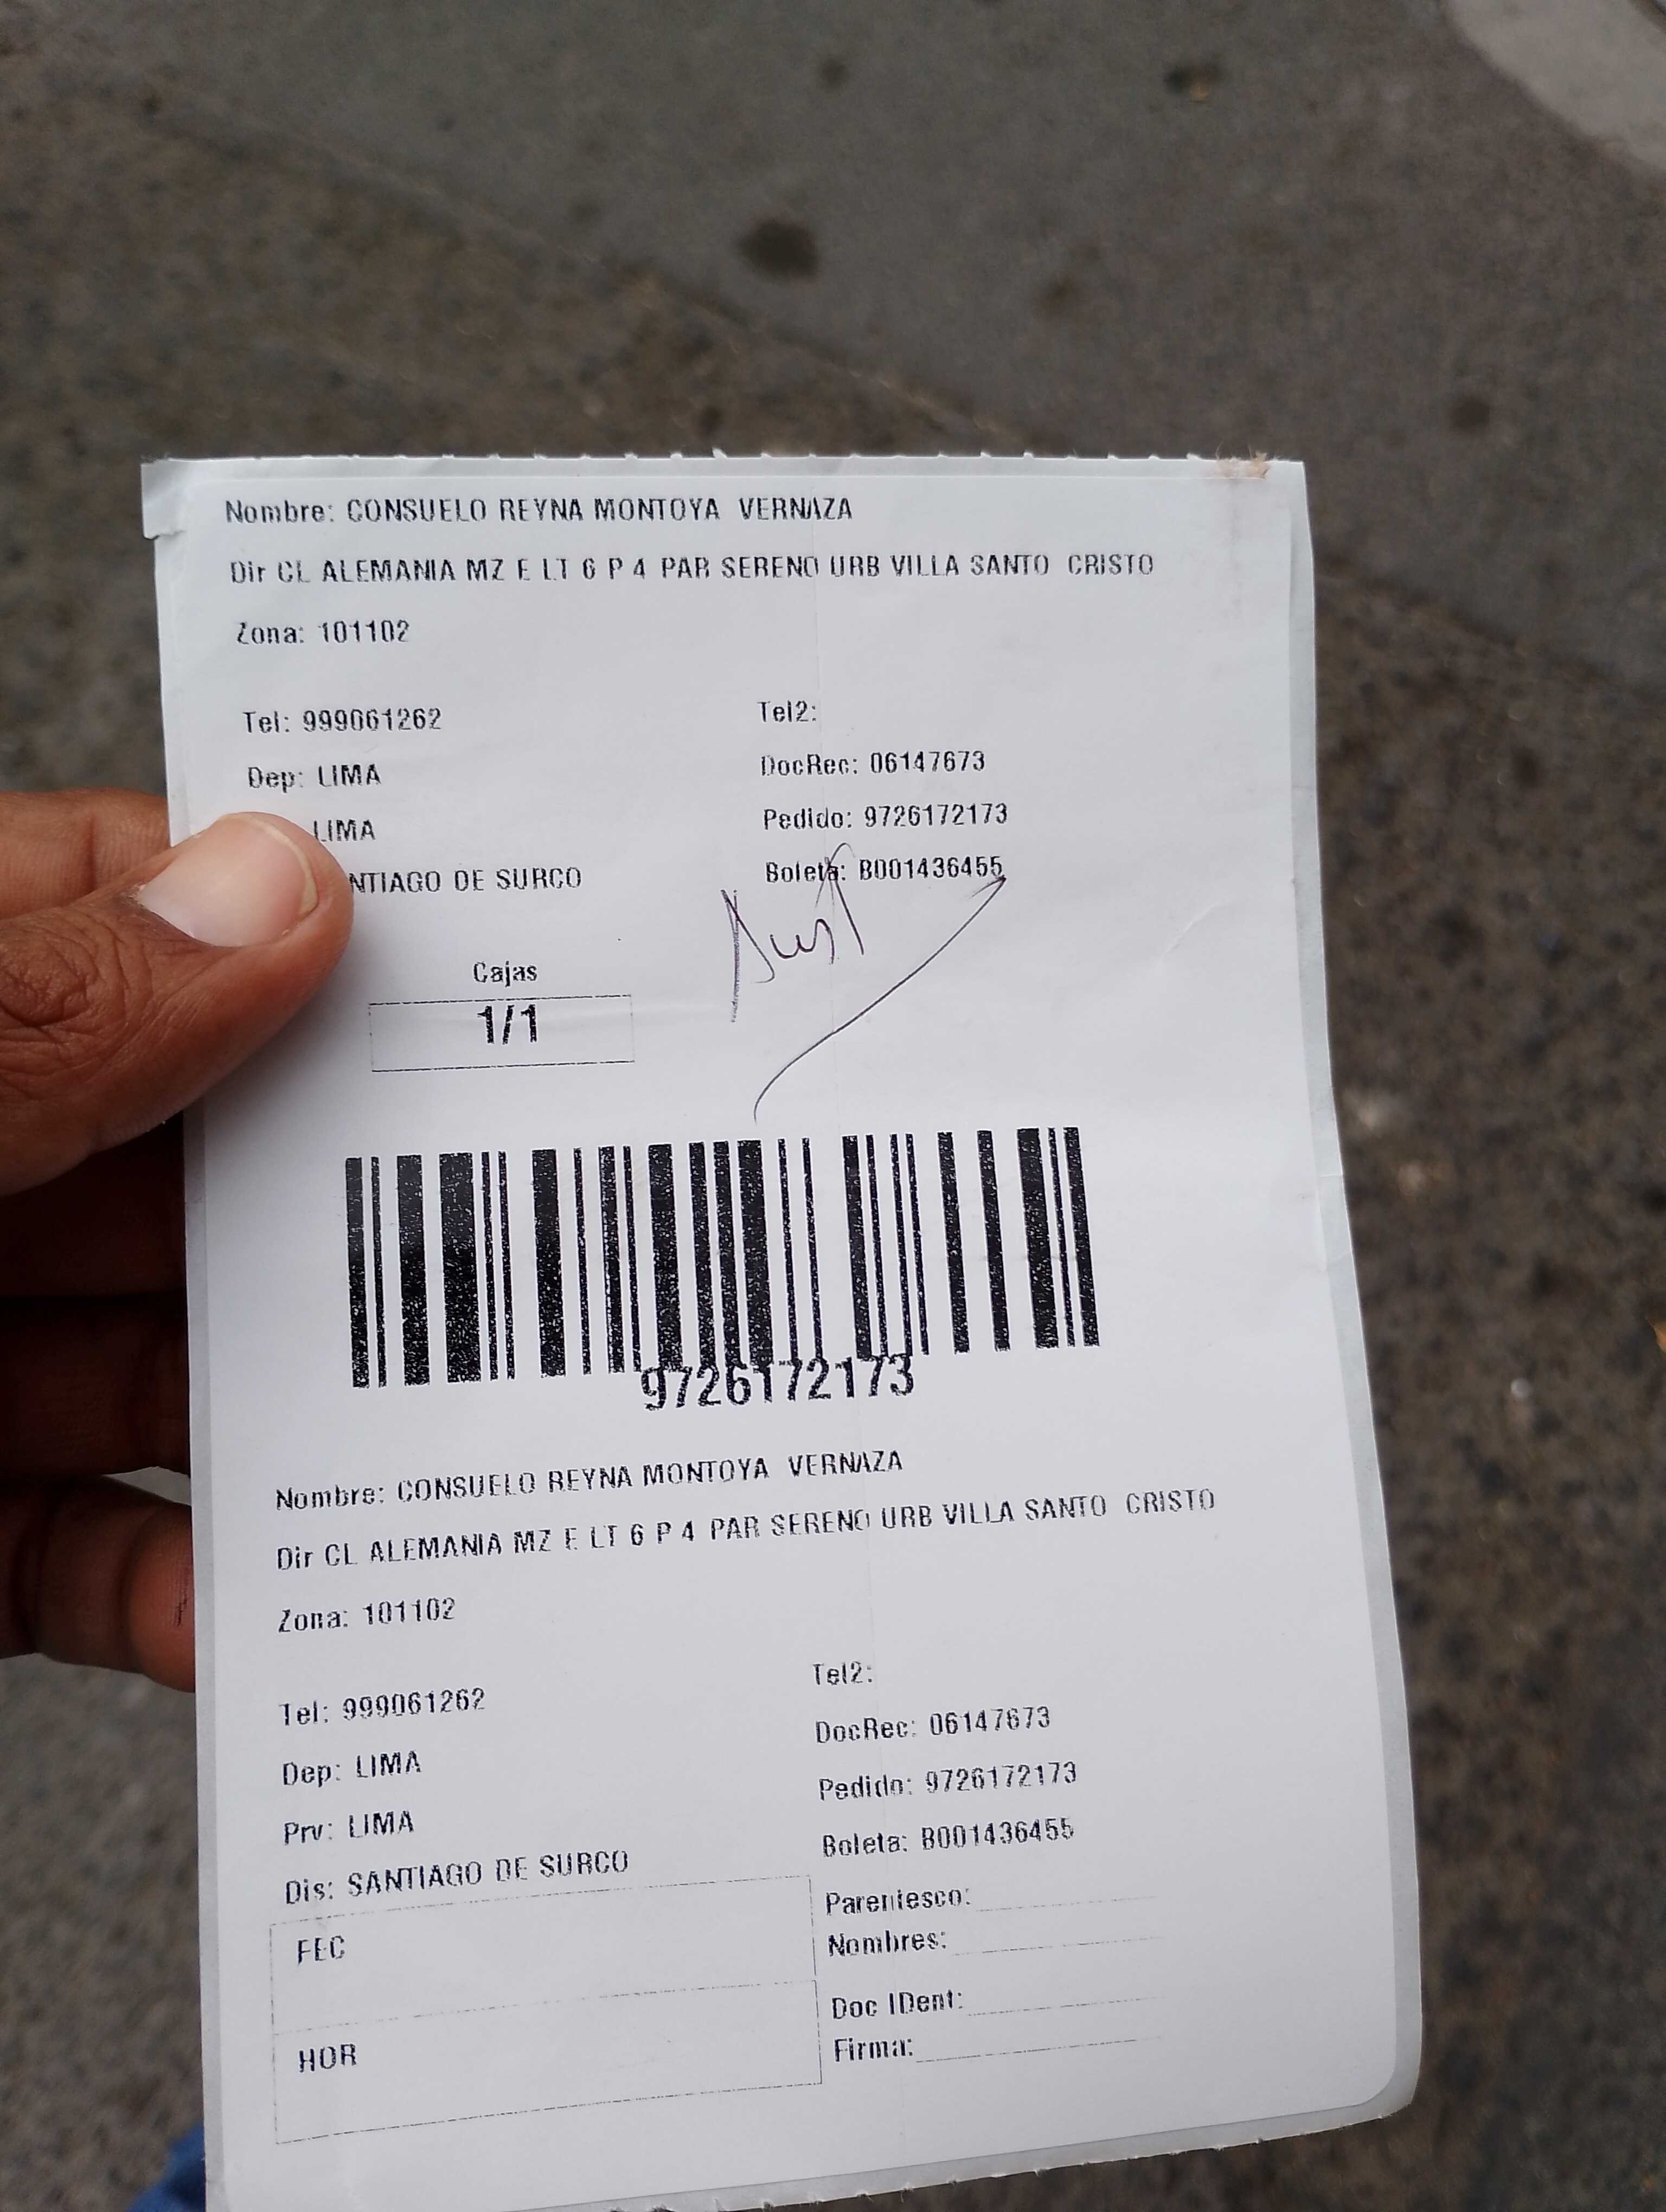 Nombre: CONSUELO REYNA MONTOYA VERNAZA
Dir CL ALEMANIA MZ E LT 6 P 4 PAR SERENO URB VILLA SANTO CRISTO
Zona: 101102
Tel: 999061262
Tel2:
Dep: LIMA
DocRec: 06147673
LIMA
Pedido: 9726172173
NTIAGO DE SURCO
Boleta: B001436455
Cajas
1/1
9726172173
Nombre: CONSUELO REYNA MONTOYA VERNAZA
Dir CL ALEMANIA MZ E LT 6 P 4 PAR SERENO URB VILLA SANTO CRISTO
Zona: 101102
Tel: 999061262
Tel2:
Dep: LIMA
DocRec: 06147673
Prv: LIMA
Pedido: 9726172173
Dis: SANTIAGO DE SURCO
Boleta: B001436455
FEC
Parentesco:
Nombres:
HOR
Doc IDent:
Firma: